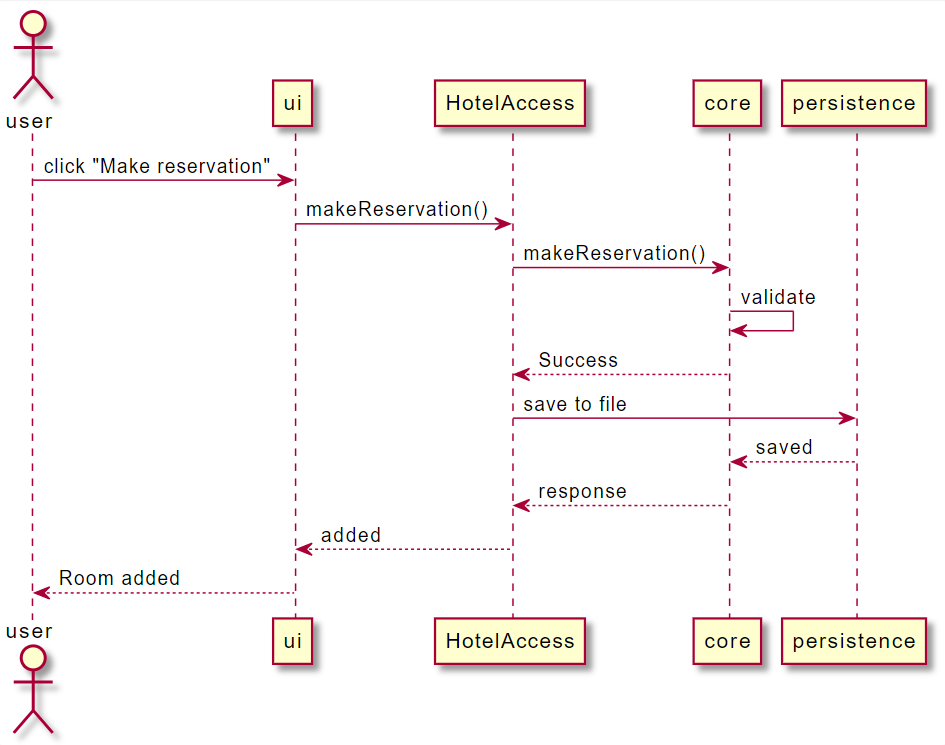 user
ui
HotelAccess
core
persistence
click "Make reservation"
makeReservation()
makeReservation()
validate
Success
save to file
saved
response
added
Room added
user
ui
HotelAccess
core
persistence